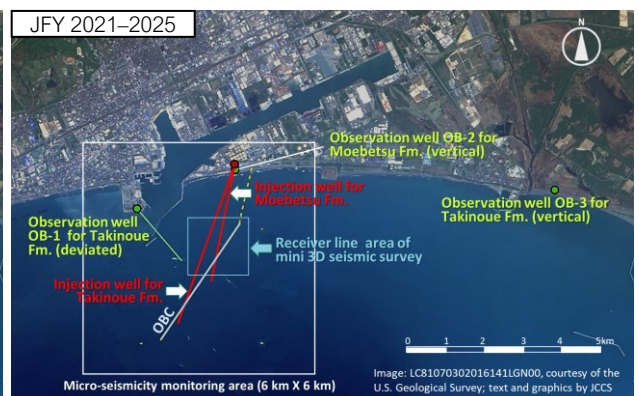 JFY 2021–2025
N
Observation well OB-2 for
Moebetsu Fm. (vertical)
Injection well for
Moebetsu Fm.
Observation well OB-3 for
Takinoue Fm. (vertical)
Observation well
OB-1 for Takinoue
Fm. (deviated)
Receiver line area of
mini 3D seismic survey
Injection well for
Takinoue Fm.
OBC
0 1 2 3 4 5km
Micro-seismicity monitoring area (6 km X 6 km)
Image: LC81070302016141LGN00, courtesy of the
U.S. Geological Survey; text and graphics by JCCS